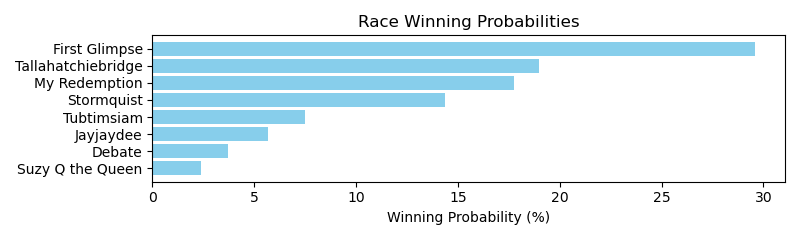 Race Winning Probabilities
First Glimpse
Tallahatchiebridge
My Redemption
Stormquist
Tubtimsiam
Jayjaydee
Debate
Suzy Q the Queen
0 5 10 15 20 25 30
Winning Probability (%)